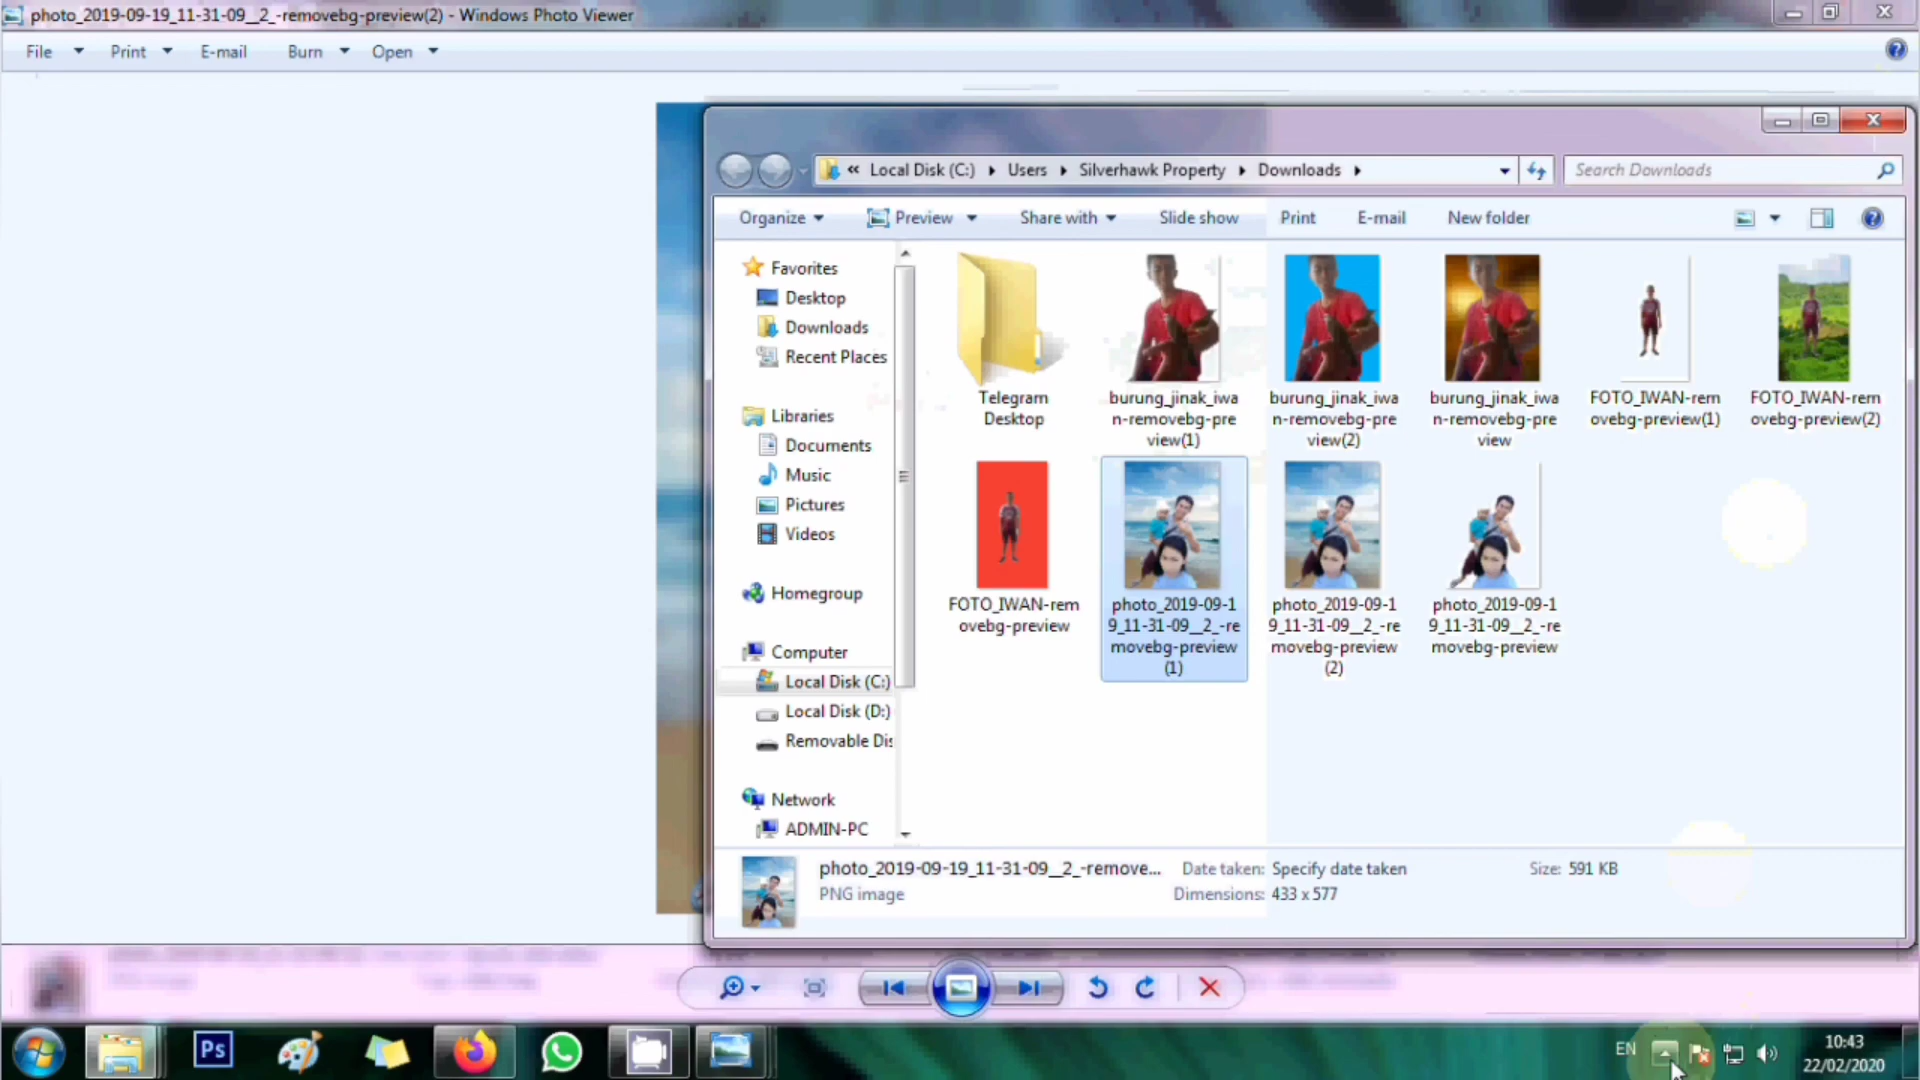 photo_2019-09-19_11-31-09__2_-removebg-preview(2) - Windows Photo Viewer
File Print E-mail Burn Open
« Local Disk (C:) Users Silverhawk Property Downloads Search Downloads
Organize Preview Share with Slide show Print E-mail New folder
Favorites
Desktop
Downloads
Recent Places
Libraries
Documents
Music
Pictures
Videos
Homegroup
Computer
Local Disk (C:)
Local Disk (D:)
Removable Dis
Network
ADMIN-PC
Telegram
Desktop
burung_jinak_iwa
n-removebg-pre
view(1)
burung_jinak_iwa
n-removebg-pre
view(2)
burung_jinak_iwa
n-removebg-pre
view
FOTO_IWAN-rem
ovebg-preview(1)
FOTO_IWAN-rem
ovebg-preview(2)
FOTO_IWAN-rem
ovebg-preview
photo_2019-09-1
9_11-31-09__2_-re
movebg-preview
(1)
photo_2019-09-1
9_11-31-09__2_-re
movebg-preview
(2)
photo_2019-09-1
9_11-31-09__2_-re
movebg-preview
photo_2019-09-19_11-31-09__2_-remove... Date taken: Specify date taken Size: 591 KB
PNG image Dimensions: 433 x 577
Ps
EN
10:43
22/02/2020